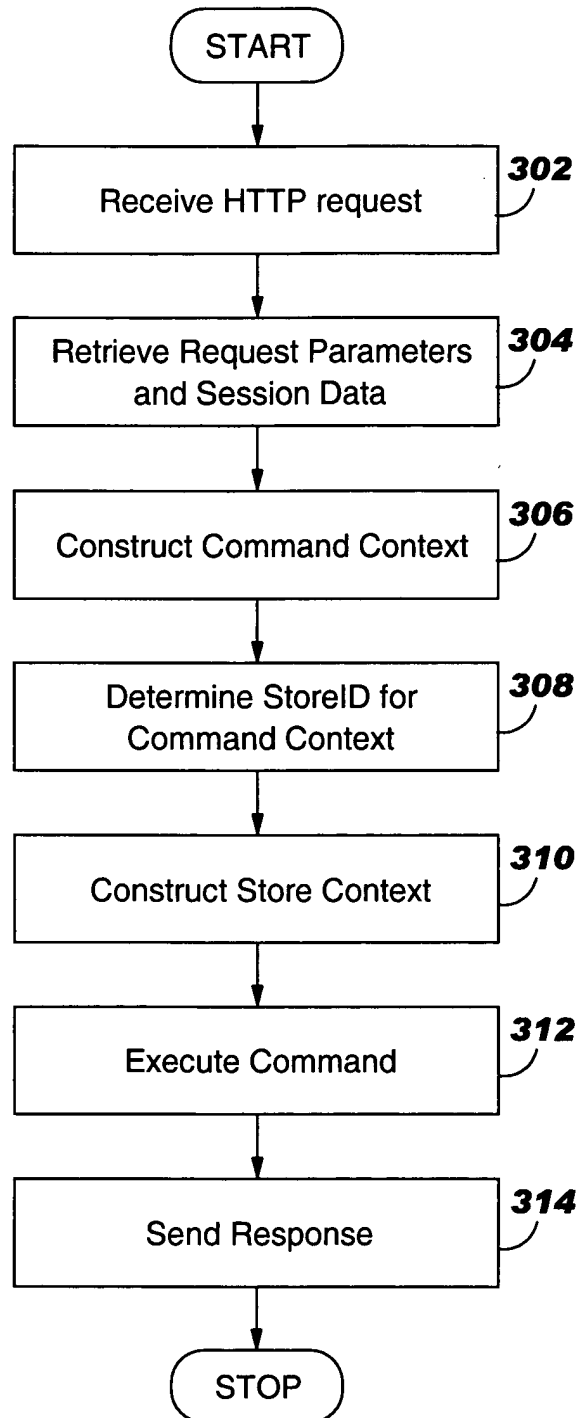 START
302
Receive HTTP request
304
Retrieve Request Parameters
and Session Data
306
Construct Command Context
308
Determine StoreID for
Command Context
310
Construct Store Context
312
Execute Command
314
Send Response
STOP